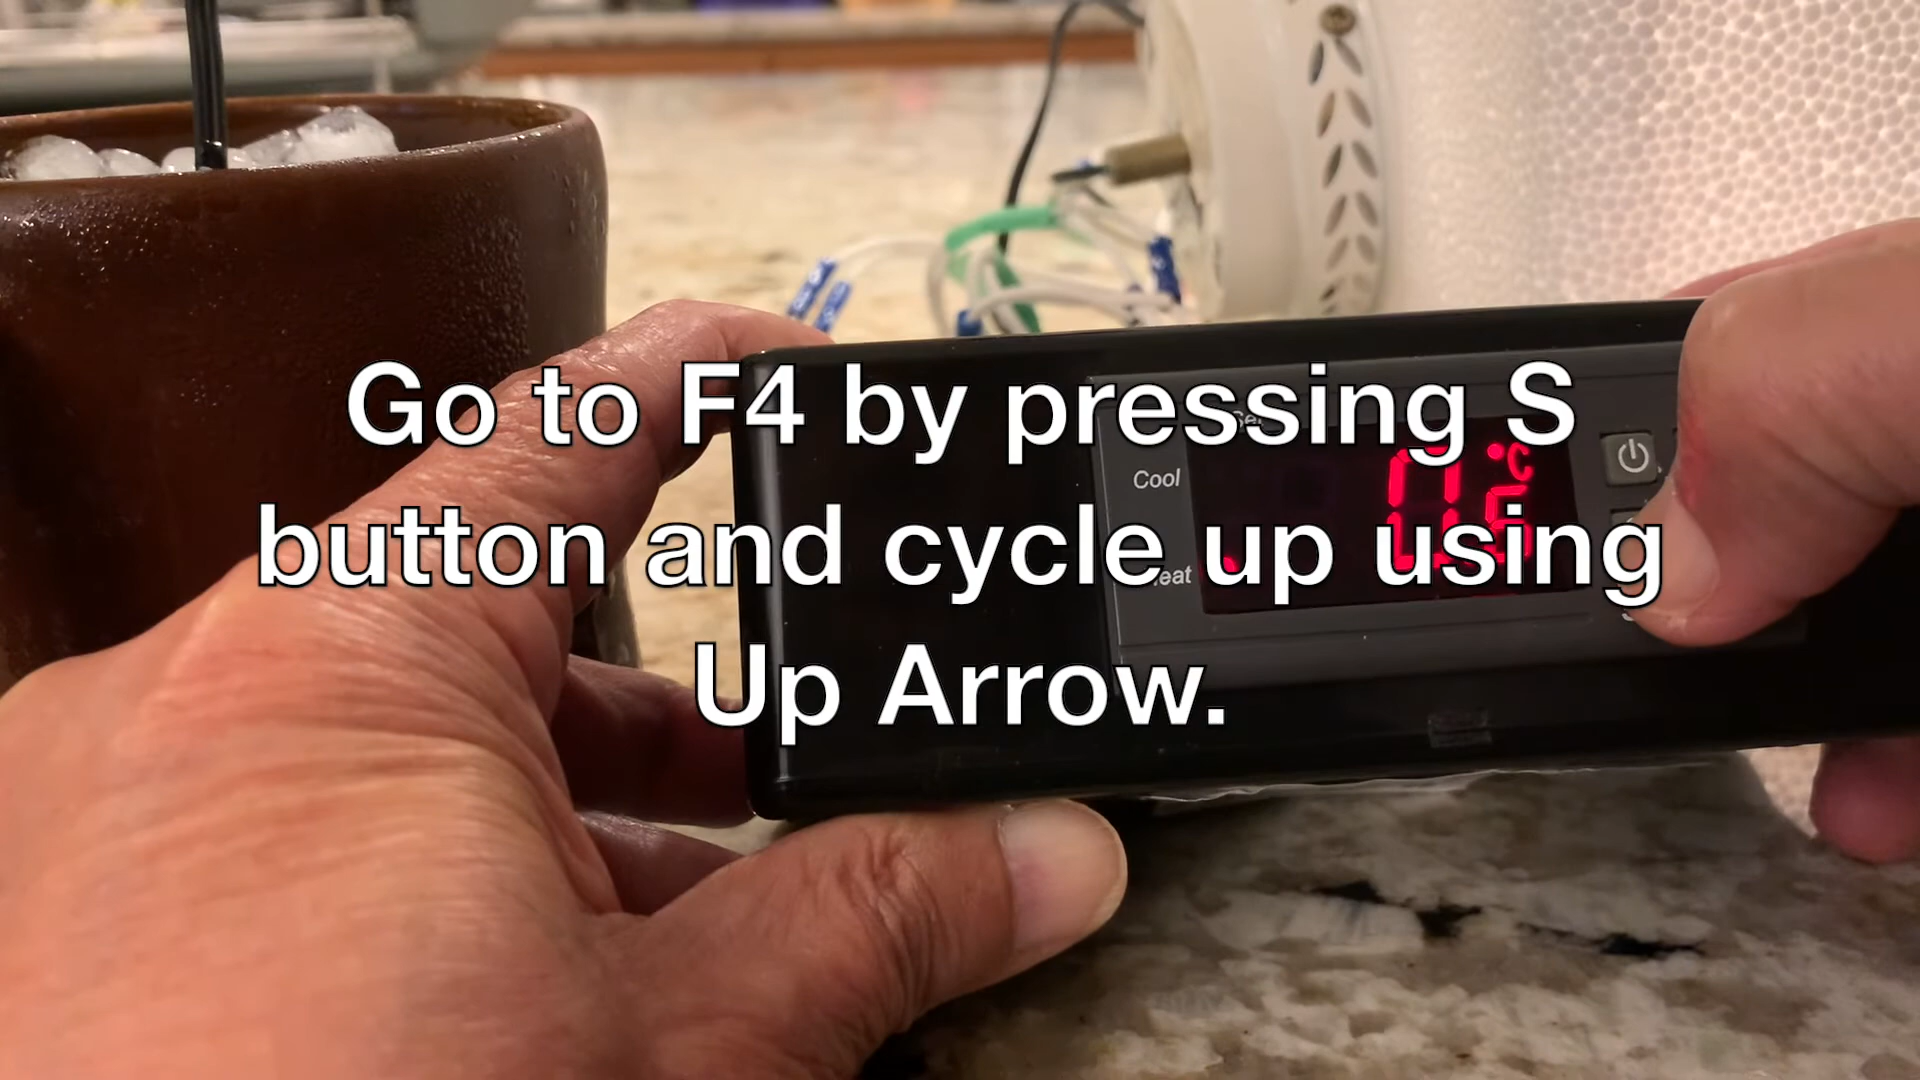 Go to F4 by pressing S
button and cycle up using
Up Arrow.
Cool
°C